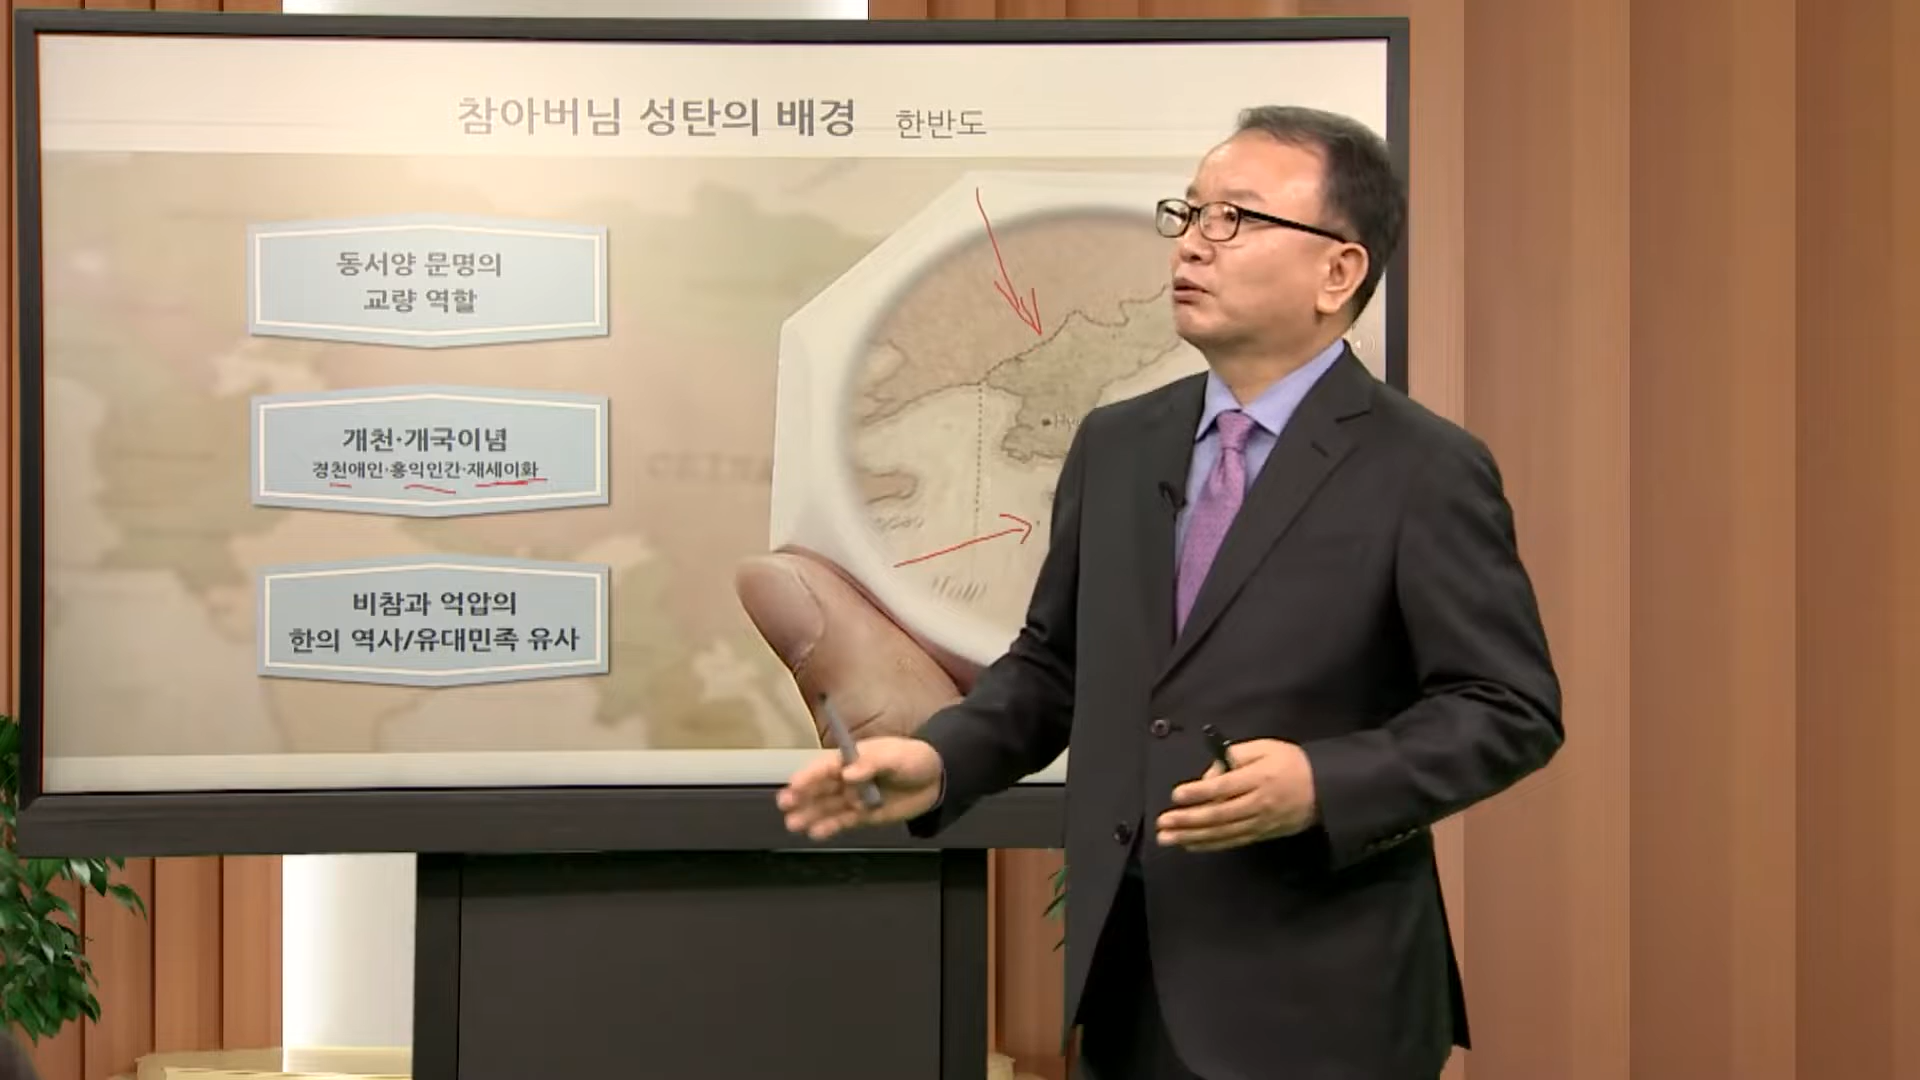 참아버님 성탄의 배경 한반도
동서양 문명의
교량 역할
개천·개국이념
경천애인·홍익인간·재세이화
비참과 억압의
한의 역사/유대민족 유사
CHINA